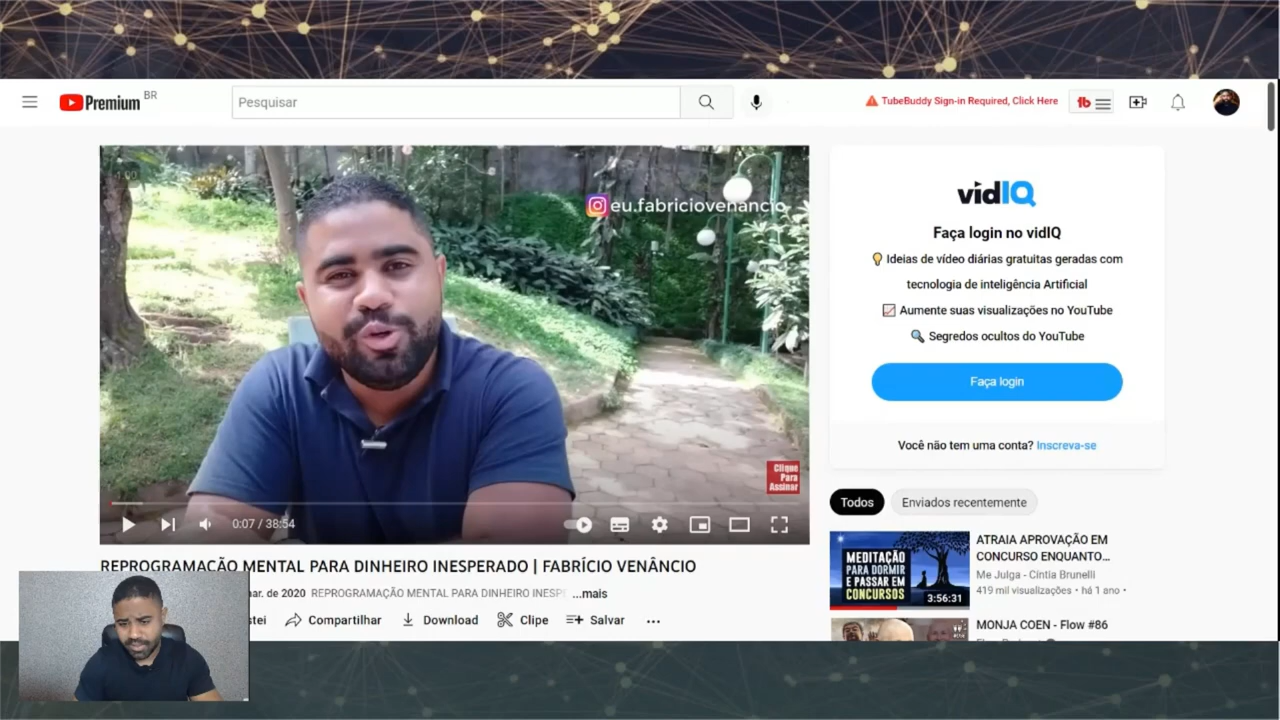 Premium BR
Pesquisar
TubeBuddy Sign-in Required, Click Here
tb
1:00
eu.fabriciovenancio
Clique
Para
Assinar
0:07 / 38:54
vidIQ
Faça login no vidIQ
Ideias de vídeo diárias gratuitas geradas com
tecnologia de inteligência Artificial
Aumente suas visualizações no YouTube
Segredos ocultos do YouTube
Faça login
Você não tem uma conta? Inscreva-se
Todos
Enviados recentemente
MEDITAÇÃO
PARA DORMIR
E PASSAR EM
CONCURSOS
3:56:31
ATRAIA APROVAÇÃO EM
CONCURSO ENQUANTO...
Me Julga - Cíntia Brunelli
419 mil visualizações • há 1 ano •
MONJA COEN - Flow #86
REPROGRAMAÇÃO MENTAL PARA DINHEIRO INESPERADO | FABRÍCIO VENÂNCIO
mar. de 2020 REPROGRAMAÇÃO MENTAL PARA DINHEIRO INESP ...mais
stei
Compartilhar
Download
Clipe
Salvar